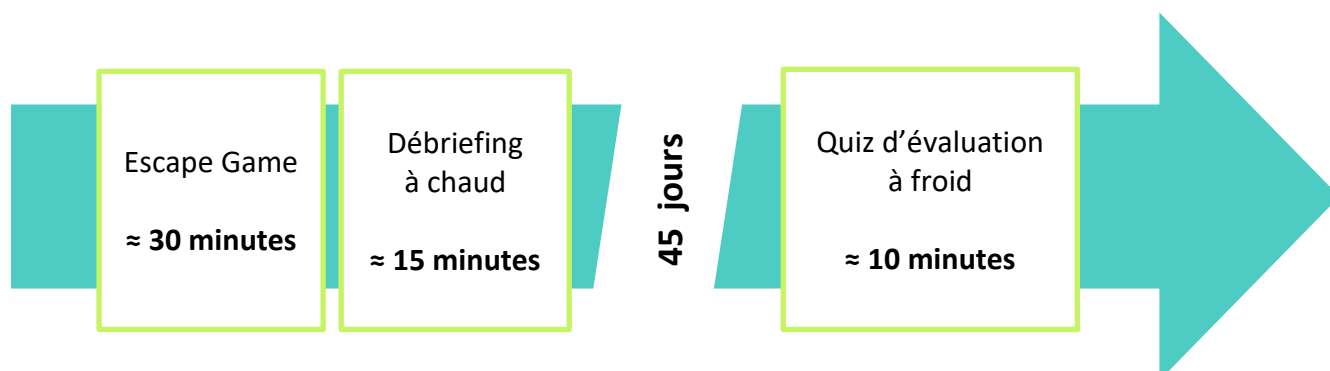 Escape Game
≈ 30 minutes
Débriefing
à chaud
≈ 15 minutes
45 jours
Quiz d’évaluation
à froid
≈ 10 minutes